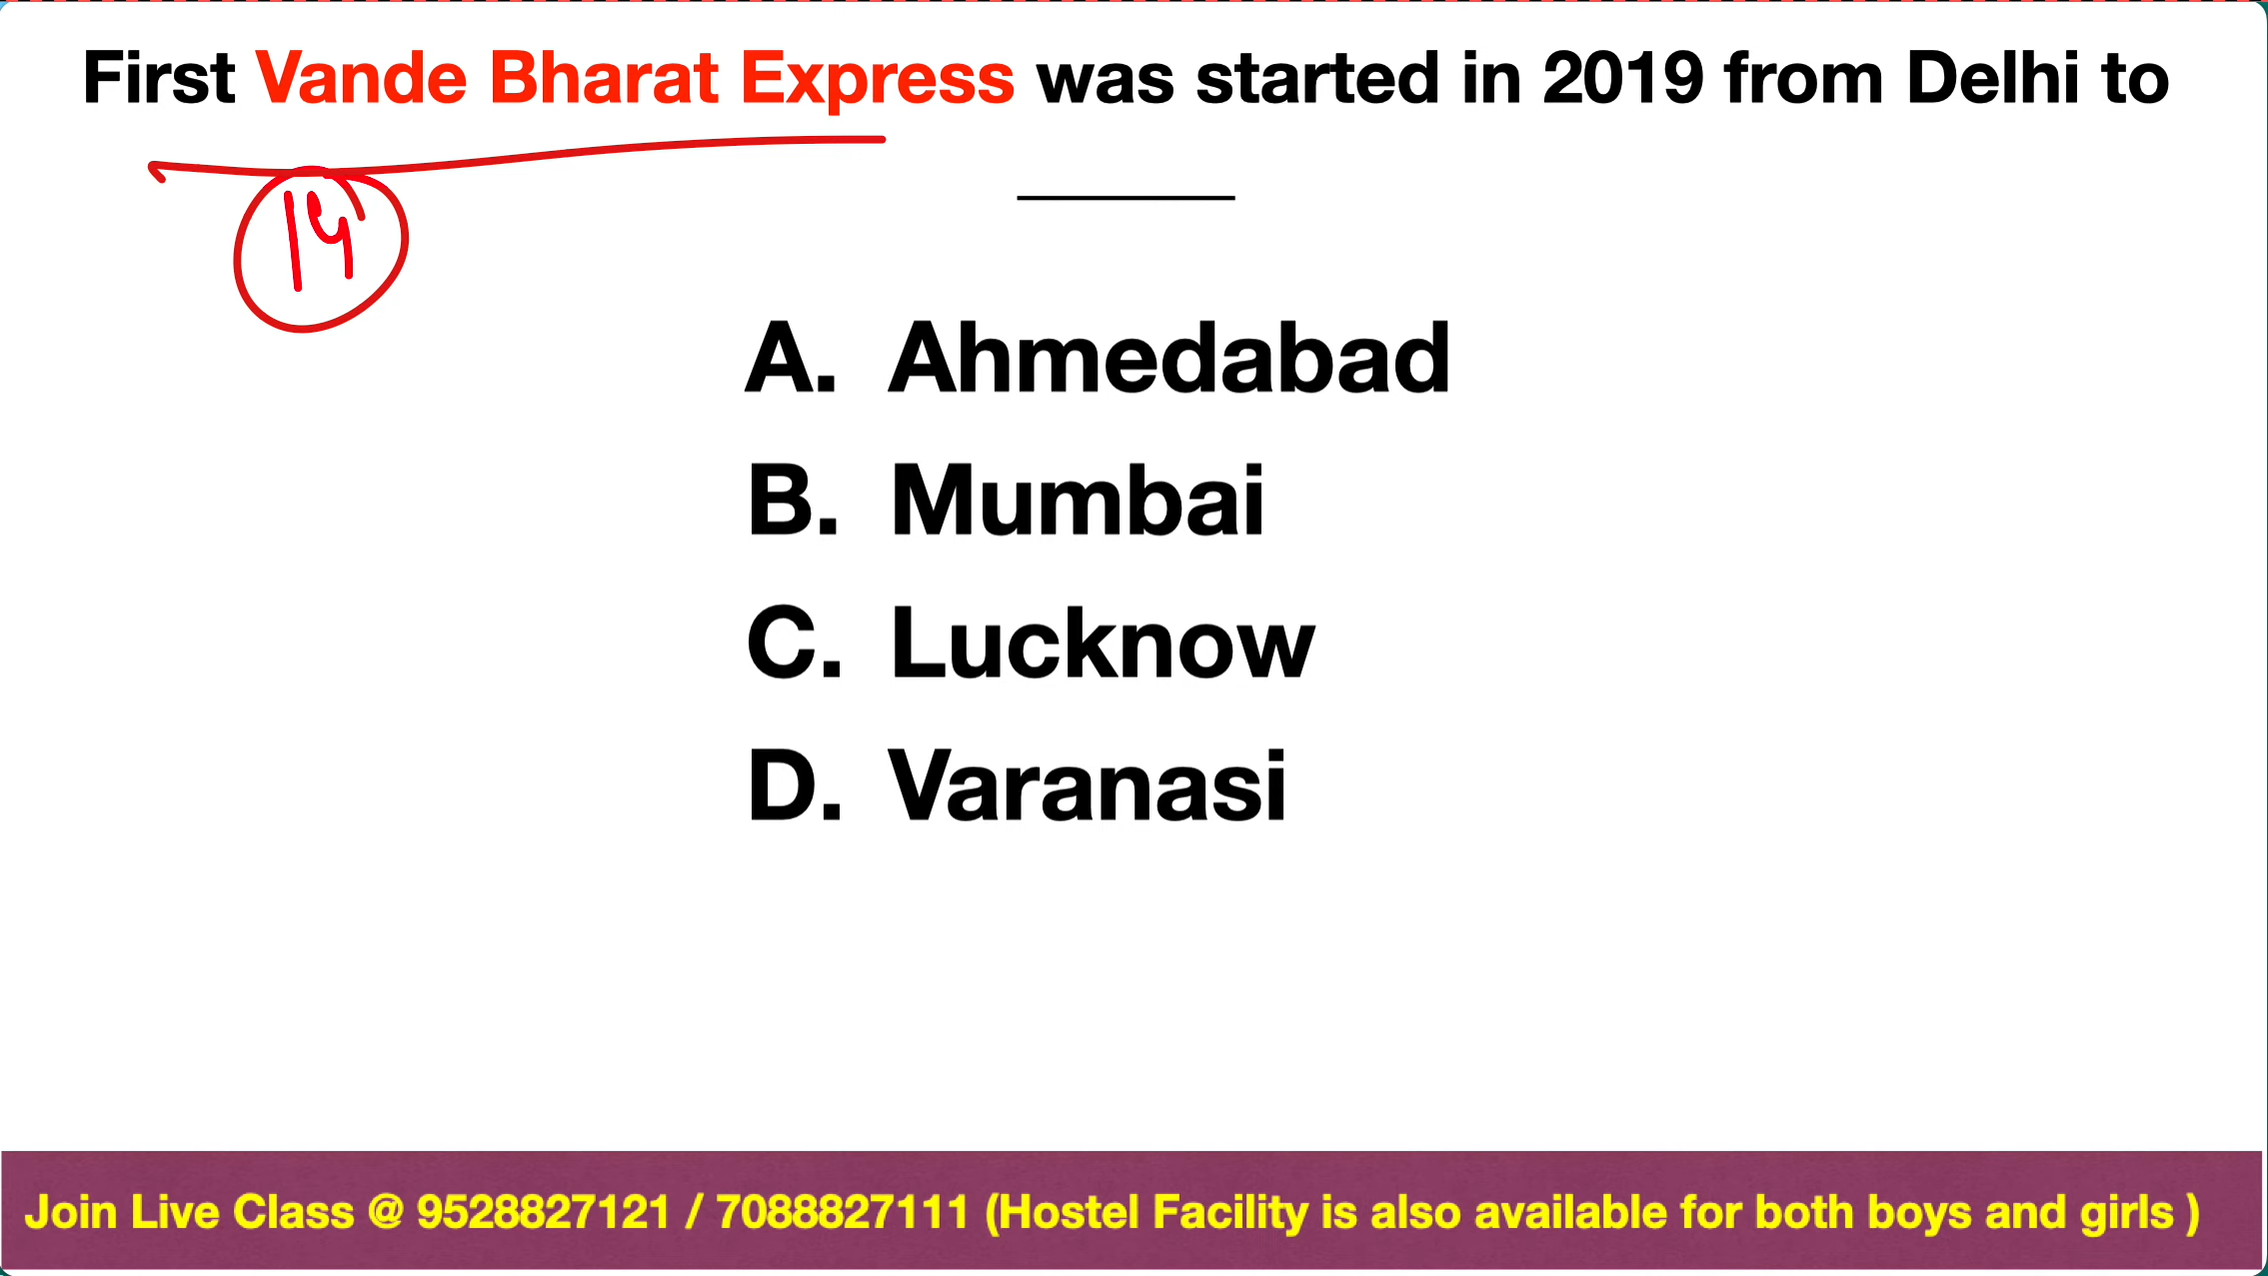 First Vande Bharat Express was started in 2019 from Delhi to
________
A. Ahmedabad
B. Mumbai
C. Lucknow
D. Varanasi
Join Live Class @ 9528827121 / 7088827111 (Hostel Facility is also available for both boys and girls )